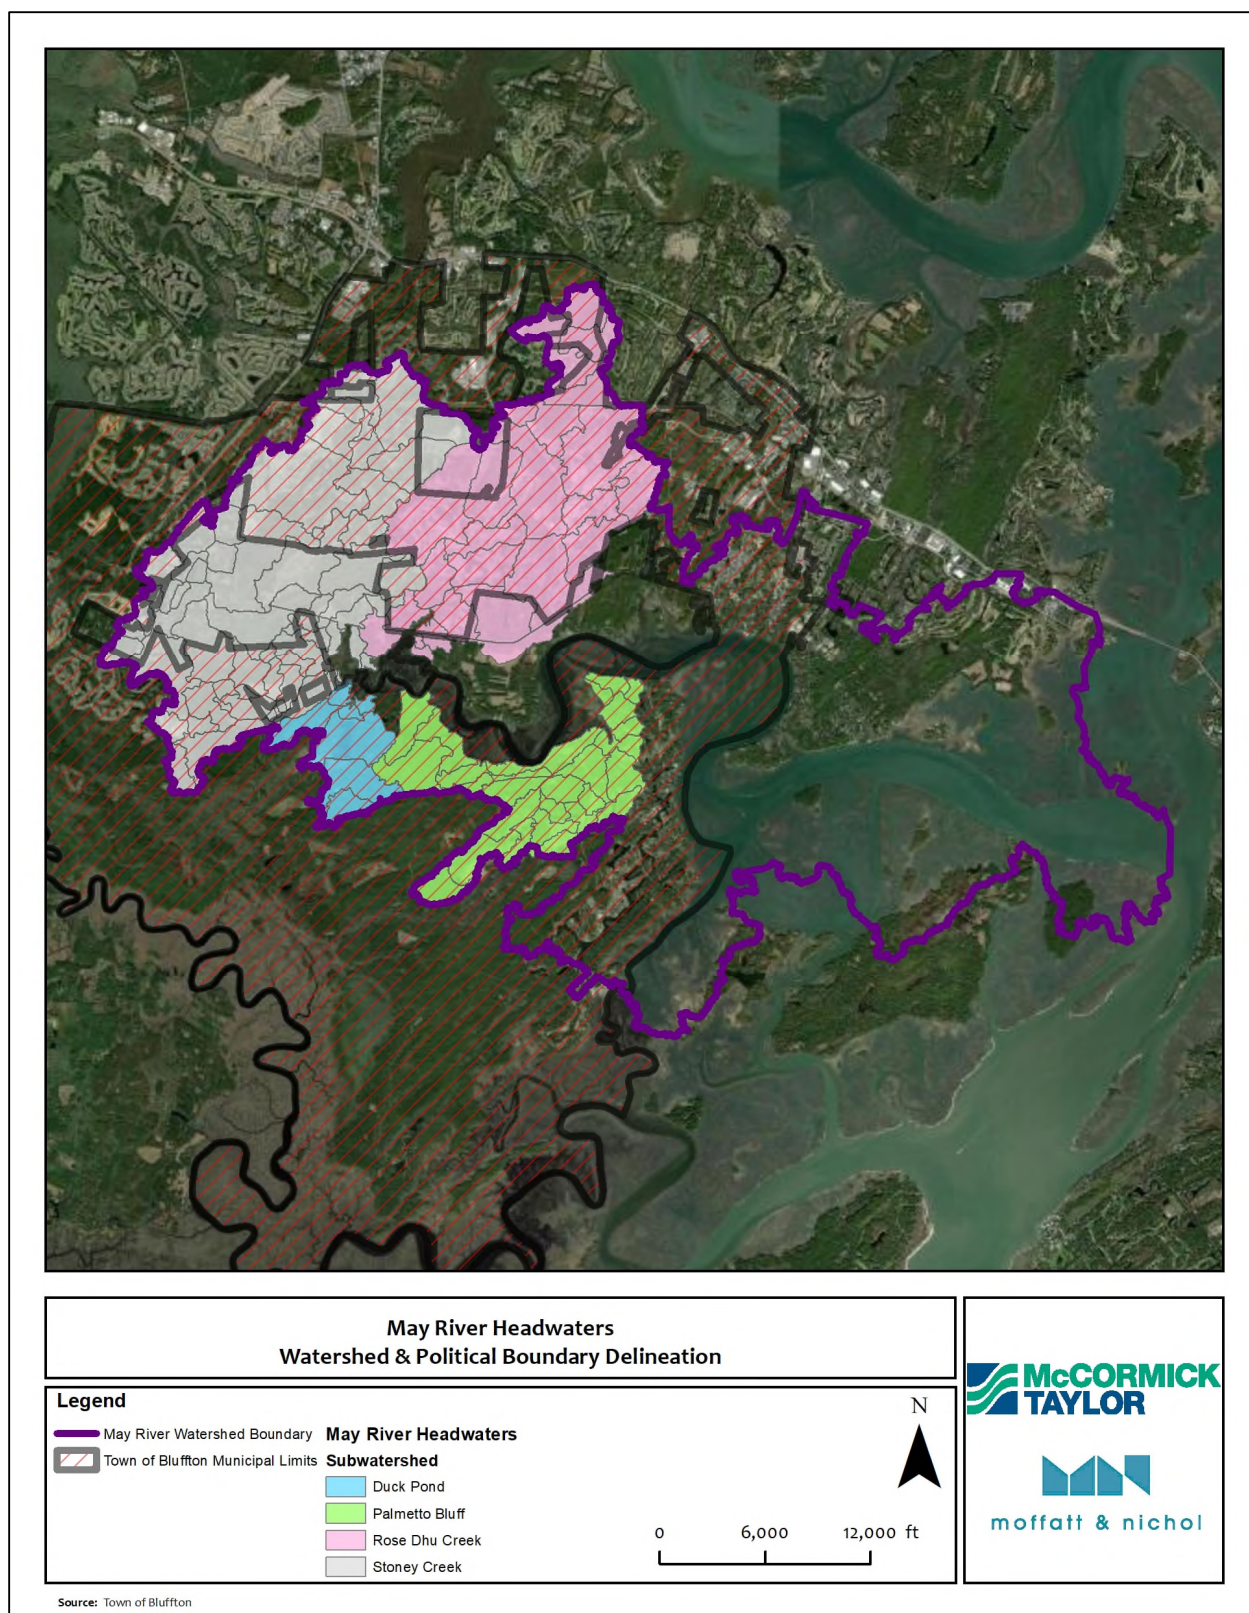 May River Headwaters
Watershed & Political Boundary Delineation
Legend
May River Watershed Boundary
Town of Bluffton Municipal Limits
May River Headwaters
Subwatershed
Duck Pond
Palmetto Bluff
Rose Dhu Creek
Stoney Creek
N
0 6,000 12,000 ft
McCORMICK
TAYLOR
moffatt & nichol
Source: Town of Bluffton